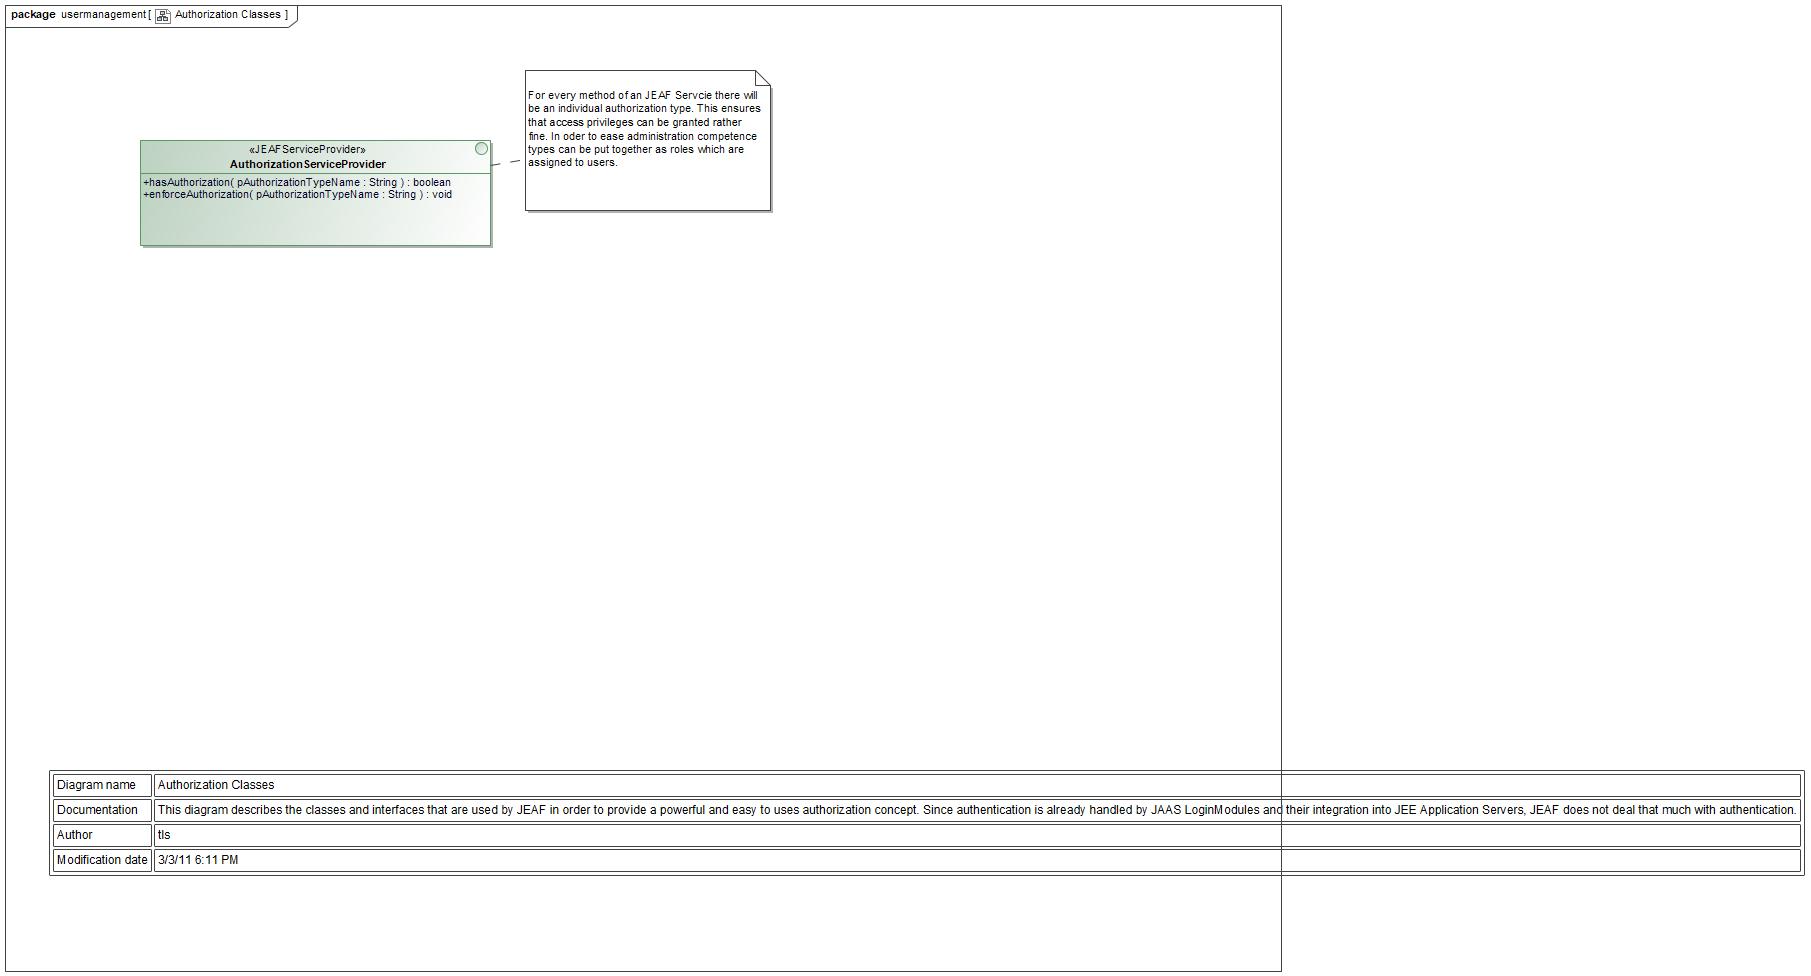 package usermanagement [ Authorization Classes ]
For every method of an JEAF Servcie there will
be an individual authorization type. This ensures
that access privileges can be granted rather
fine. In oder to ease administration competence
types can be put together as roles which are
assigned to users.
«JEAFServiceProvider»
AuthorizationServiceProvider
+hasAuthorization( pAuthorizationTypeName : String ) : boolean
+enforceAuthorization( pAuthorizationTypeName : String ) : void
Diagram name Authorization Classes
Documentation This diagram describes the classes and interfaces that are used by JEAF in order to provide a powerful and easy to uses authorization concept. Since authentication is already handled by JAAS LoginModules and their integration into JEE Application Servers, JEAF does not deal that much with authentication.
Author tls
Modification date 3/3/11 6:11 PM